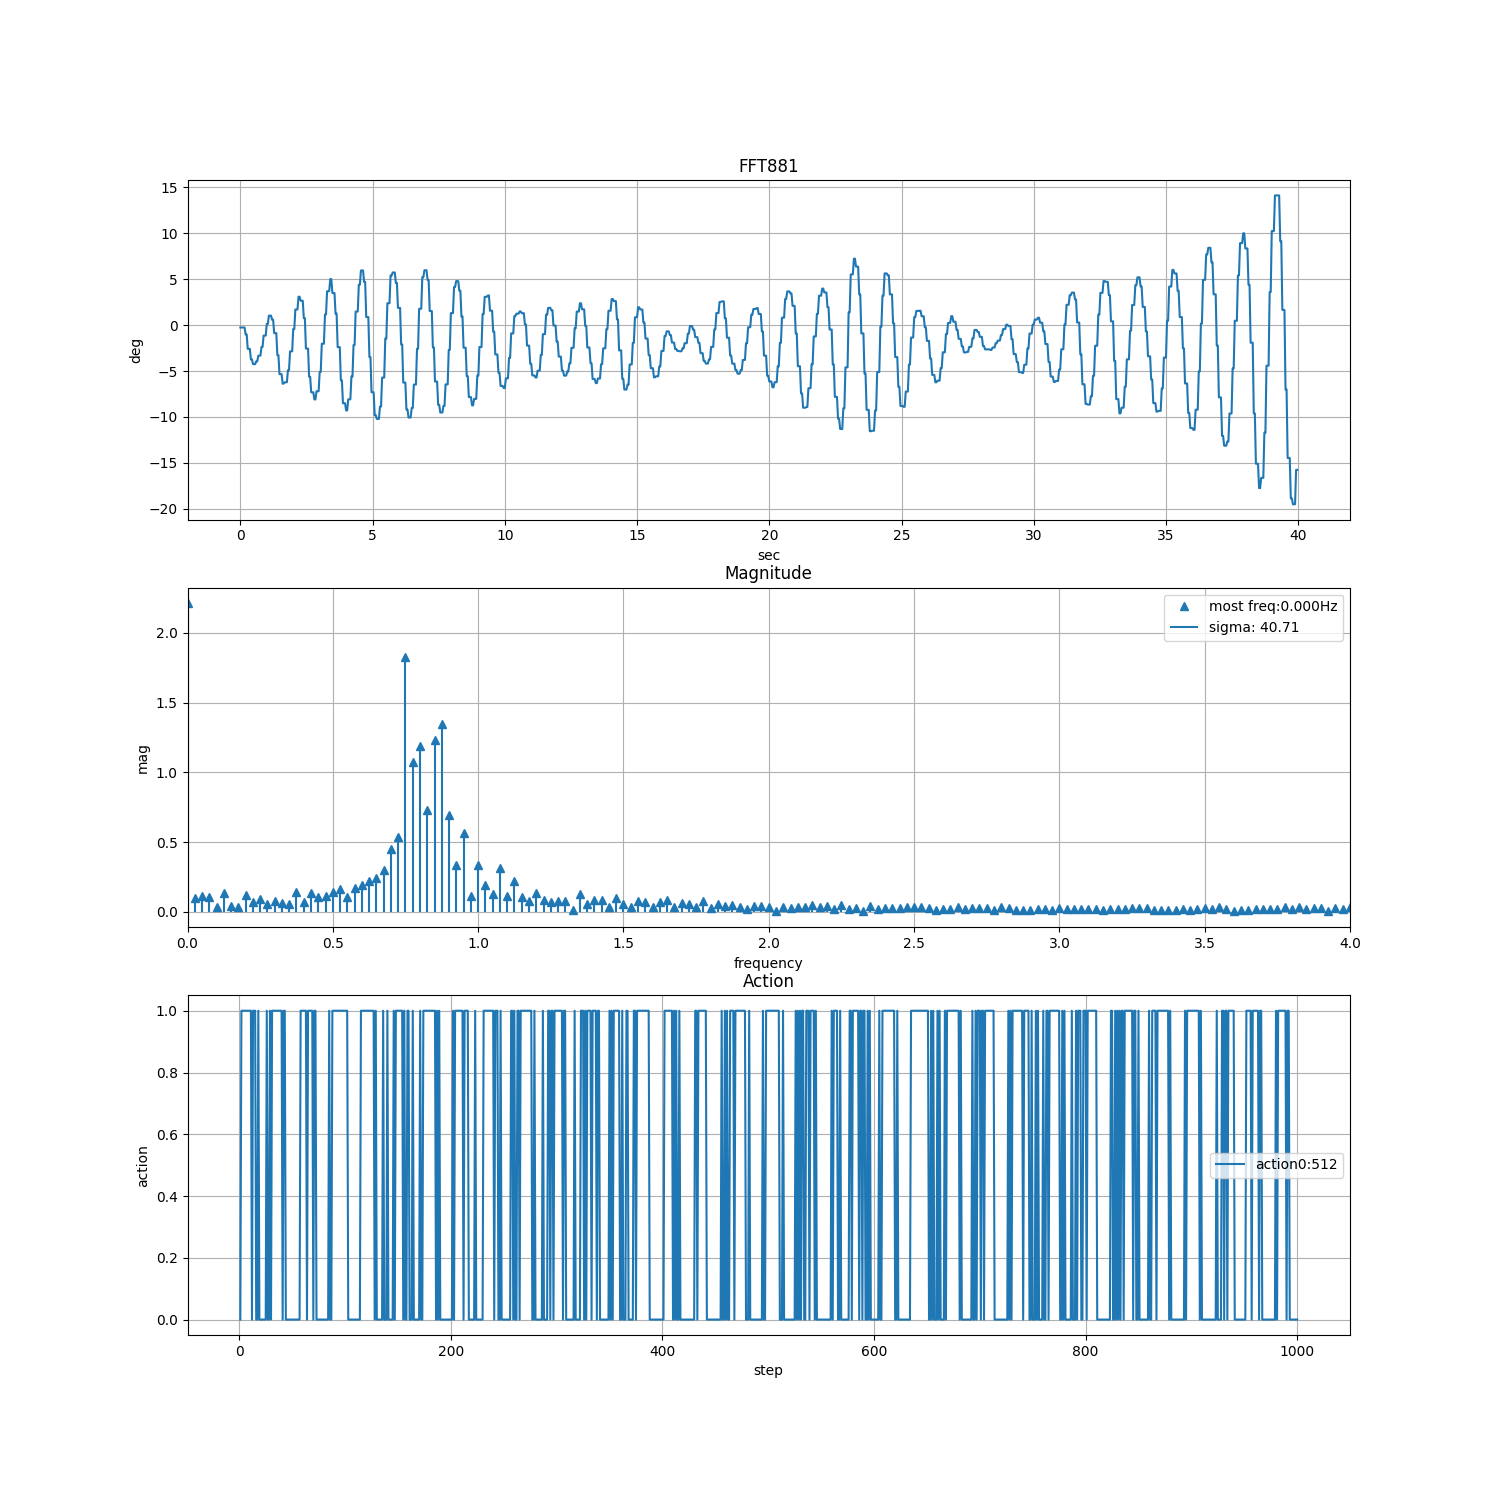 FFT881
15
10
5
0
−5
−10
−15
−20
deg
0 5 10 15 20 25 30 35 40
sec
Magnitude
most freq:0.000Hz
sigma: 40.71
2.0
1.5
1.0
0.5
0.0
mag
0.0 0.5 1.0 1.5 2.0 2.5 3.0 3.5 4.0
frequency
Action
1.0
0.8
0.6
0.4
0.2
0.0
action
action0:512
0 200 400 600 800 1000
step